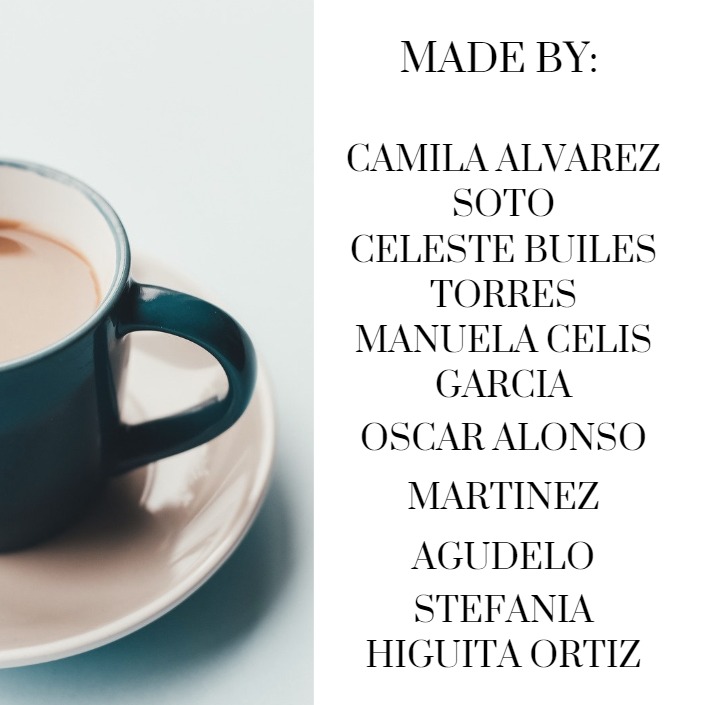 MADE BY:
CAMILA ALVAREZ
SOTO
CELESTE BUILES
TORRES
MANUELA CELIS
GARCIA
OSCAR ALONSO
MARTINEZ
AGUDELO
STEFANIA
HIGUITA ORTIZ